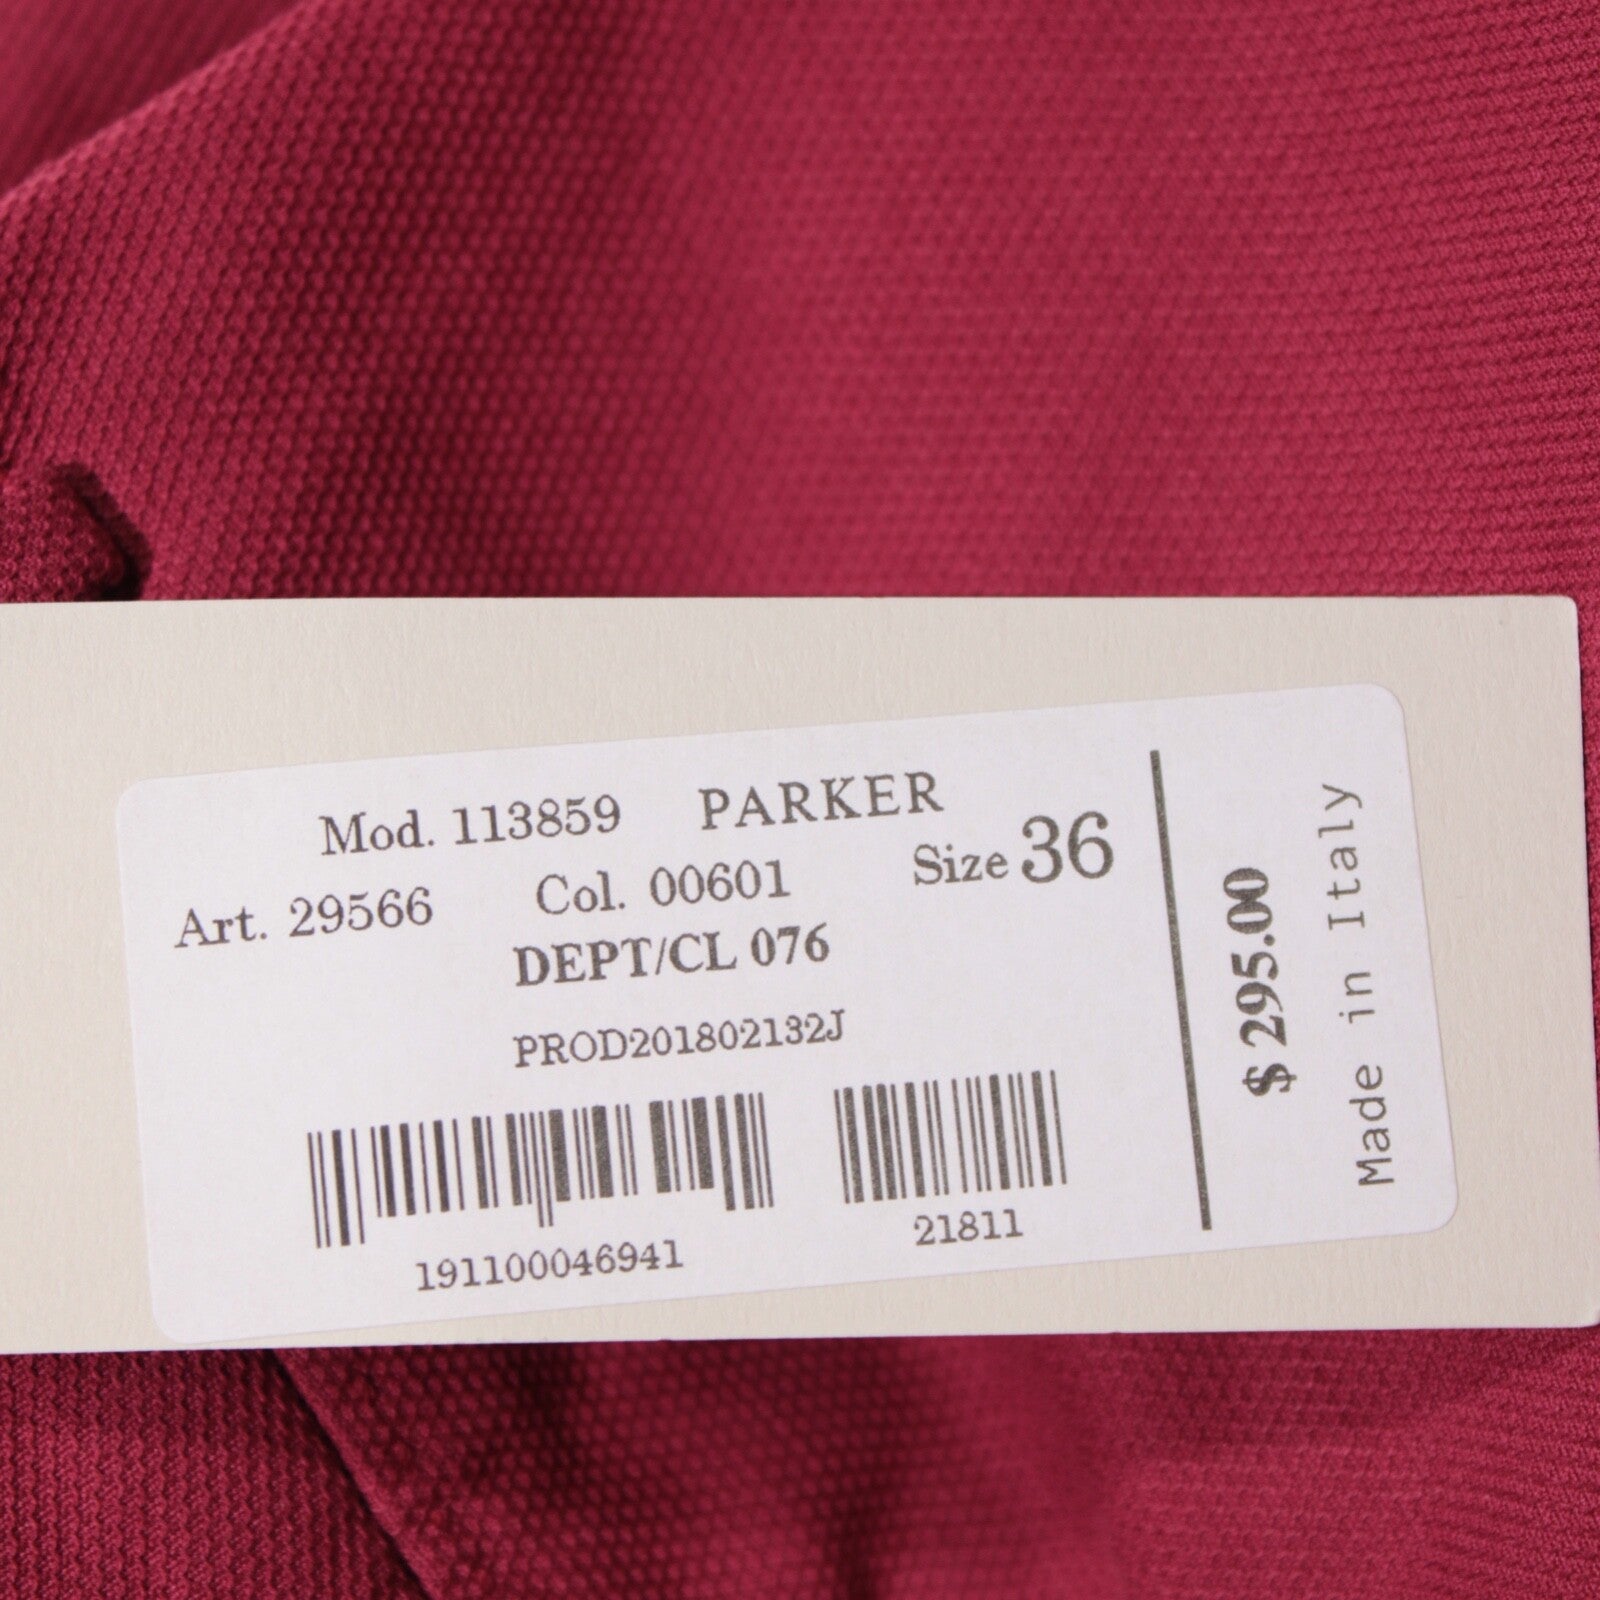 Mod. 113859 PARKER
Art. 29566 Col. 00601 Size 36
DEPT/CL 076
PROD201802132J
191100046941 21811
$ 295.00
Made in Italy